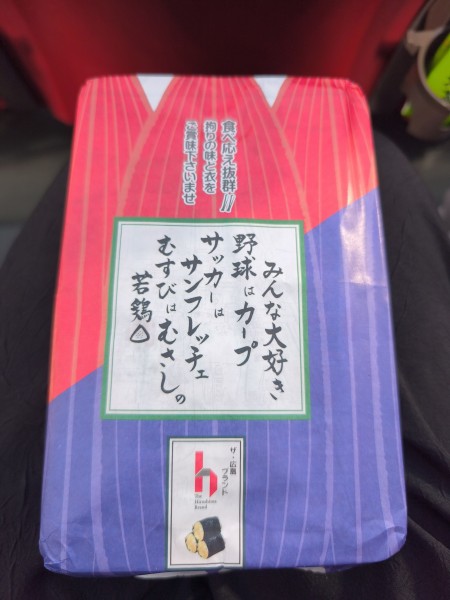 食べ応え抜群!!
拘りの味と衣を
ご賞味下さいませ
みんな大好き
野球はカープ
サッカーは
サンフレッチェ
むすびはむさしの
若鶏△
ザ・広島
ブランド
h
The
Hiroshima
Brand